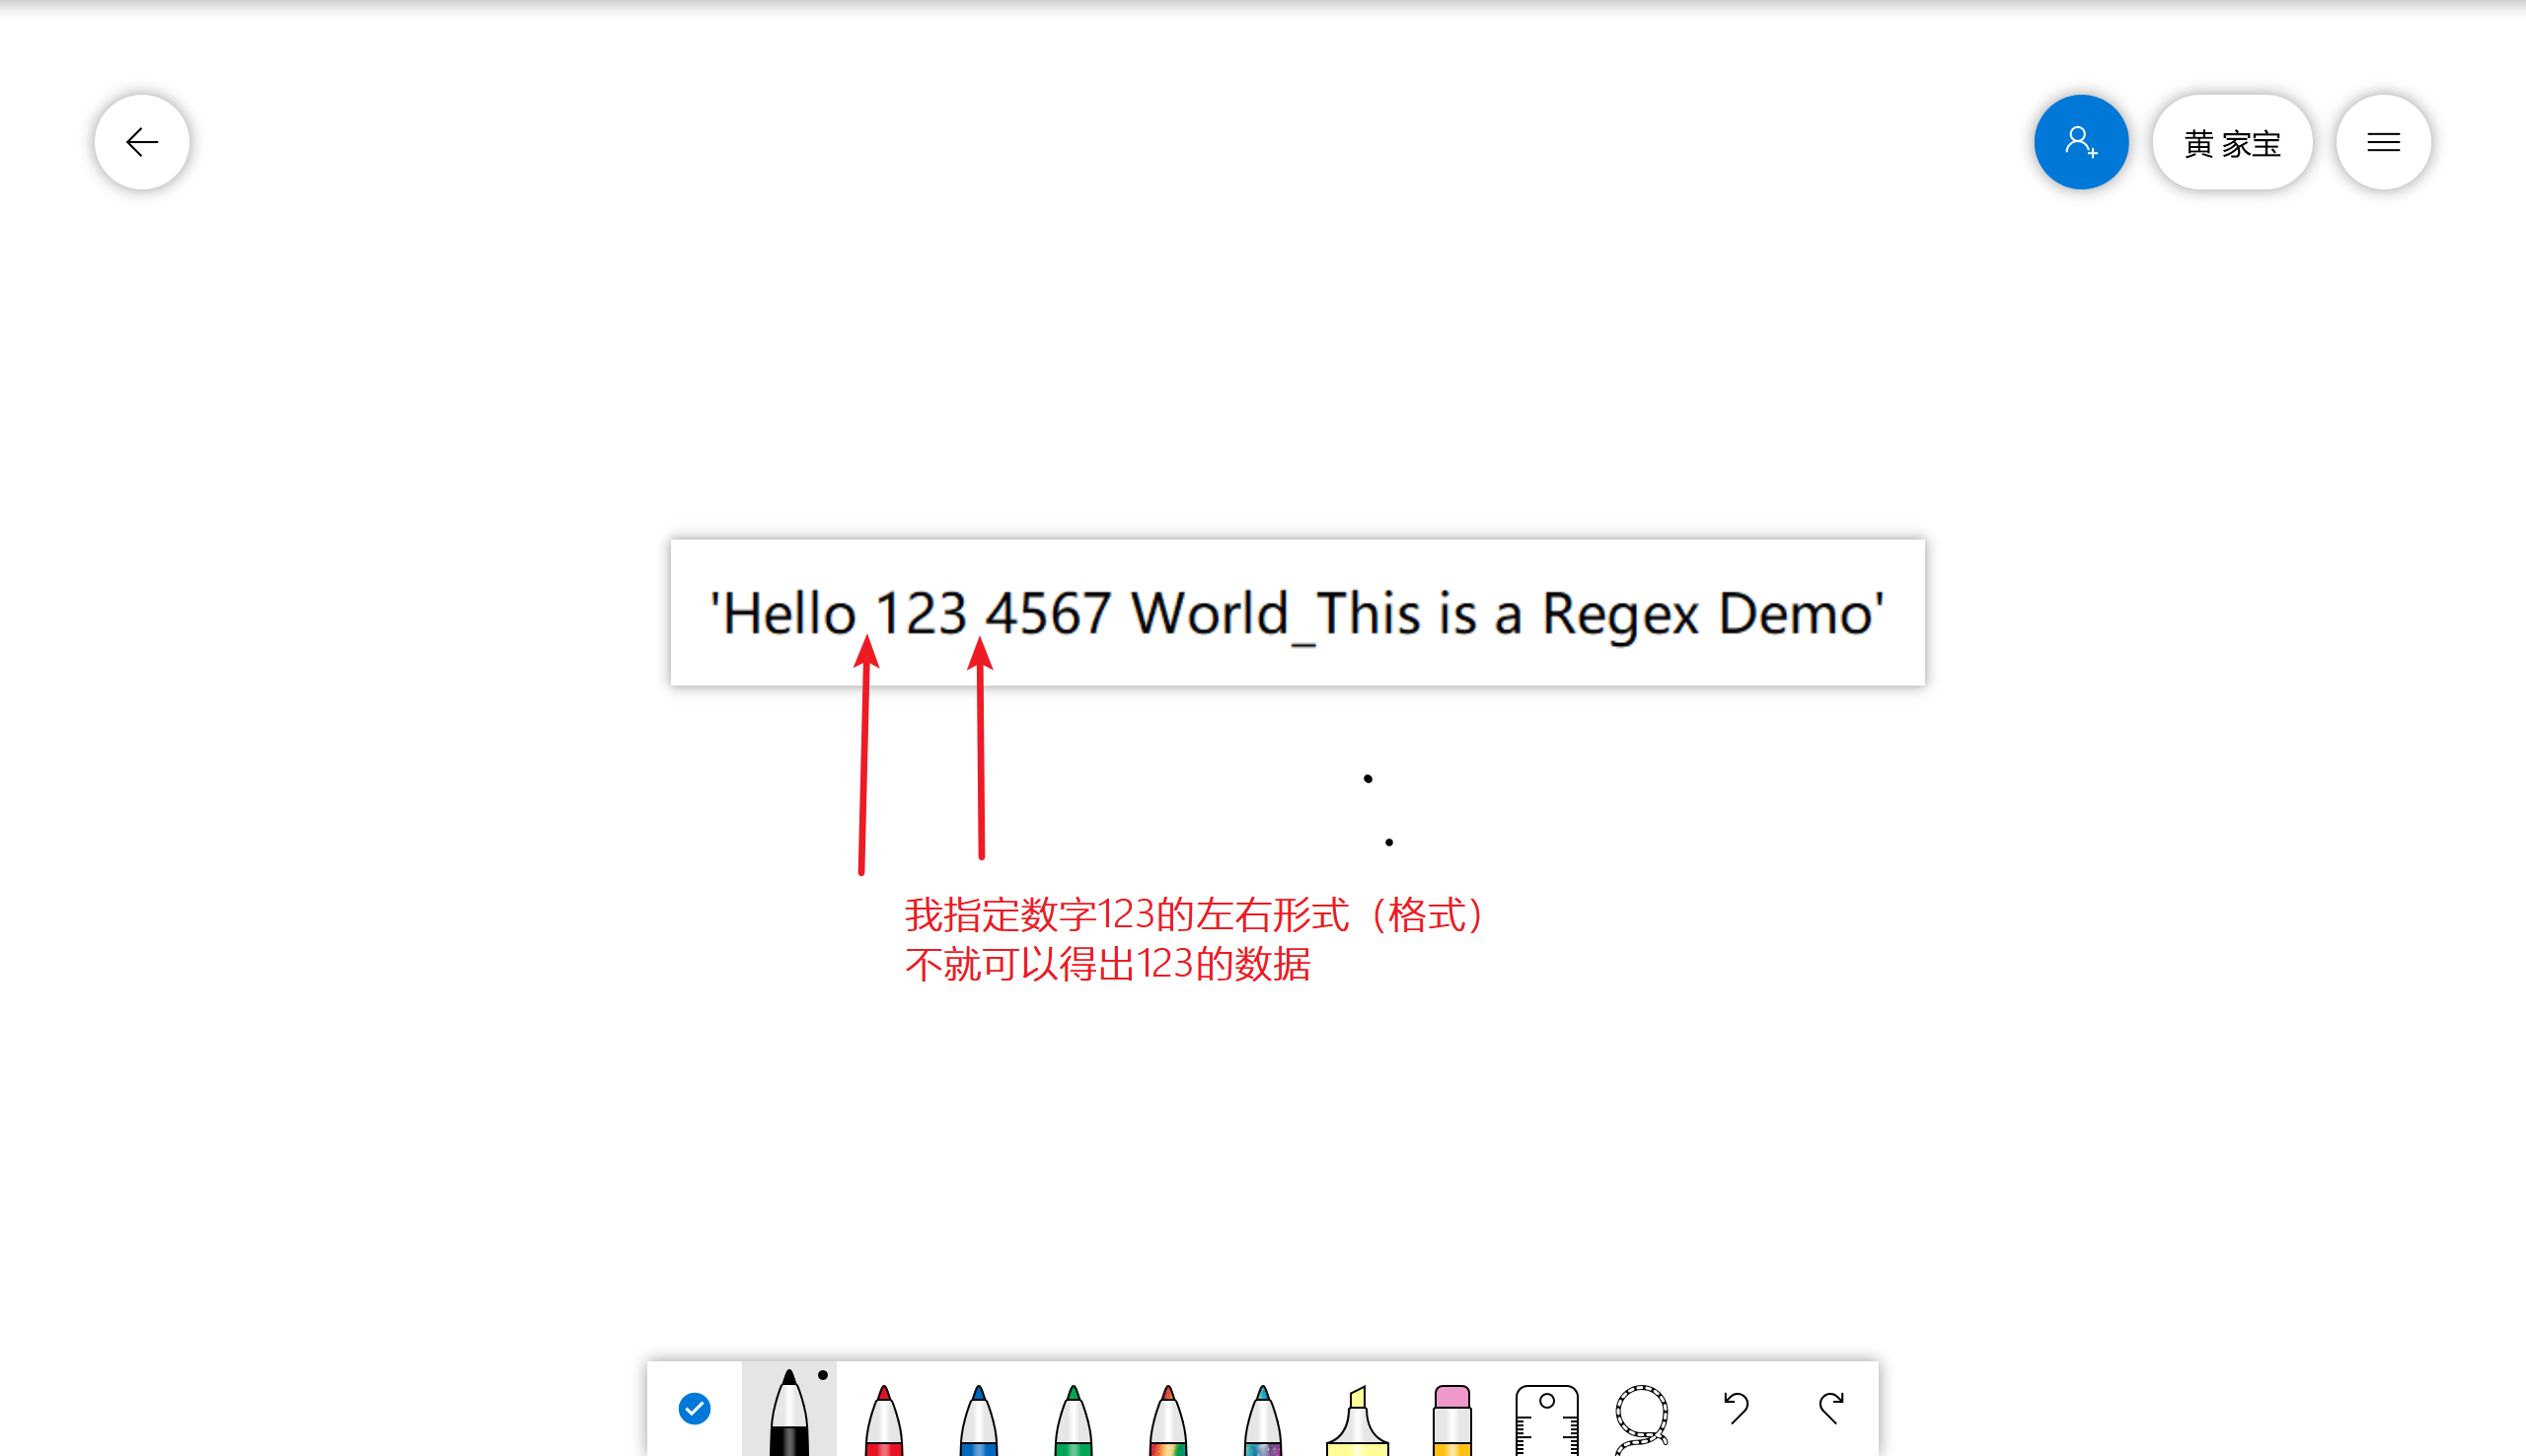 黄 家宝
'Hello 123 4567 World_This is a Regex Demo'
我指定数字123的左右形式（格式）
不就可以得出123的数据